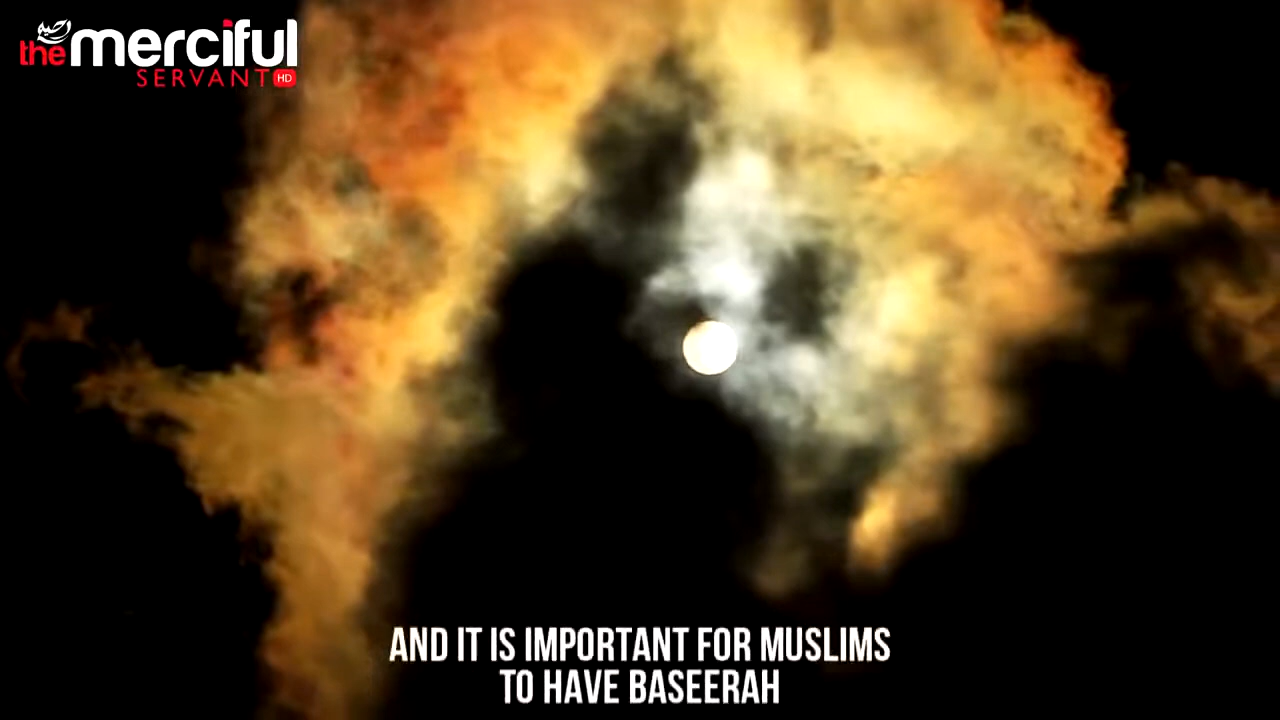 the merciful
SERVANT HD
AND IT IS IMPORTANT FOR MUSLIMS
TO HAVE BASEERAH